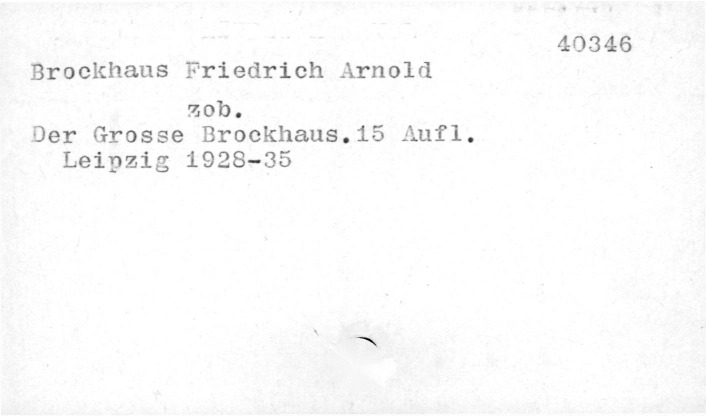 40346
Brockhaus Friedrich Arnold
zob.
Der Grosse Brockhaus.15 Aufl.
Leipzig 1928-35